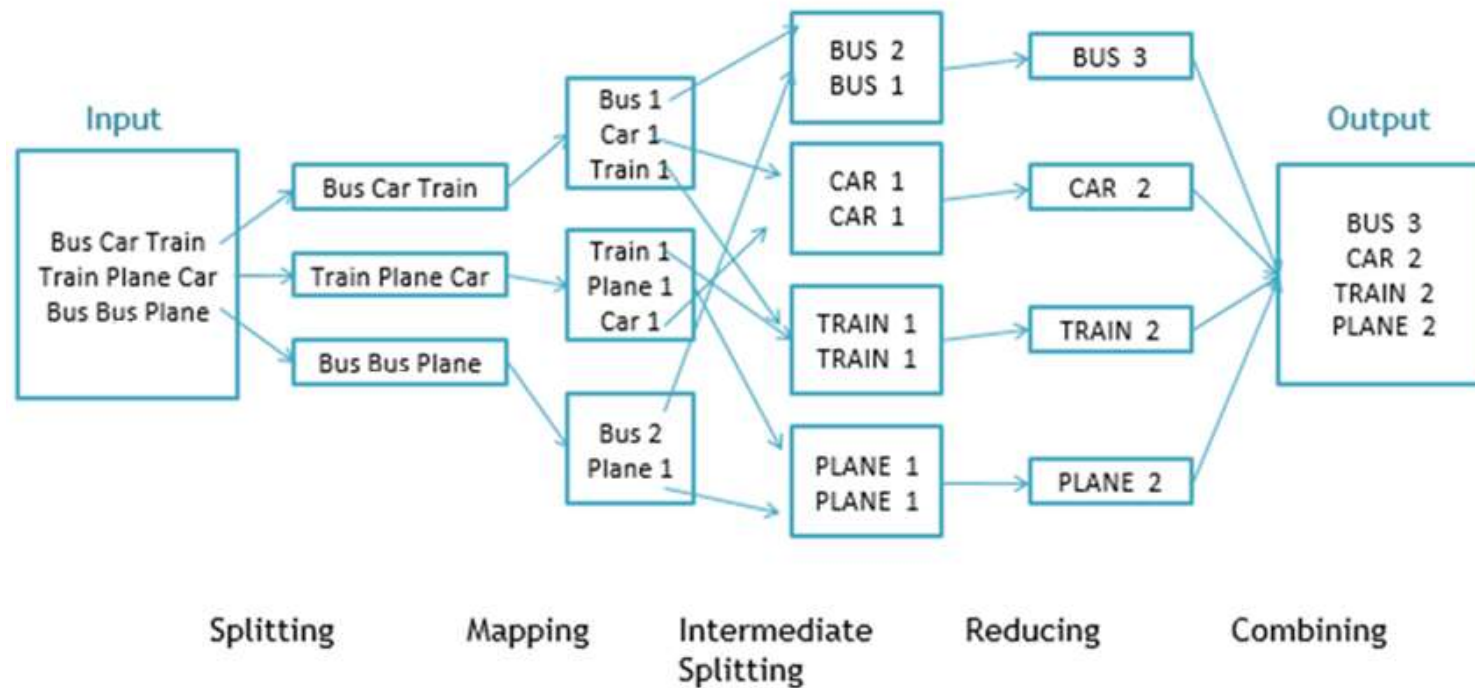 Input
Bus Car Train
Train Plane Car
Bus Bus Plane
Bus Car Train
Train Plane Car
Bus Bus Plane
Bus 1
Car 1
Train 1
Train 1
Plane 1
Car 1
Bus 2
Plane 1
BUS 2
BUS 1
CAR 1
CAR 1
TRAIN 1
TRAIN 1
PLANE 1
PLANE 1
BUS 3
CAR 2
TRAIN 2
PLANE 2
Output
BUS 3
CAR 2
TRAIN 2
PLANE 2
Splitting
Mapping
Intermediate
Splitting
Reducing
Combining